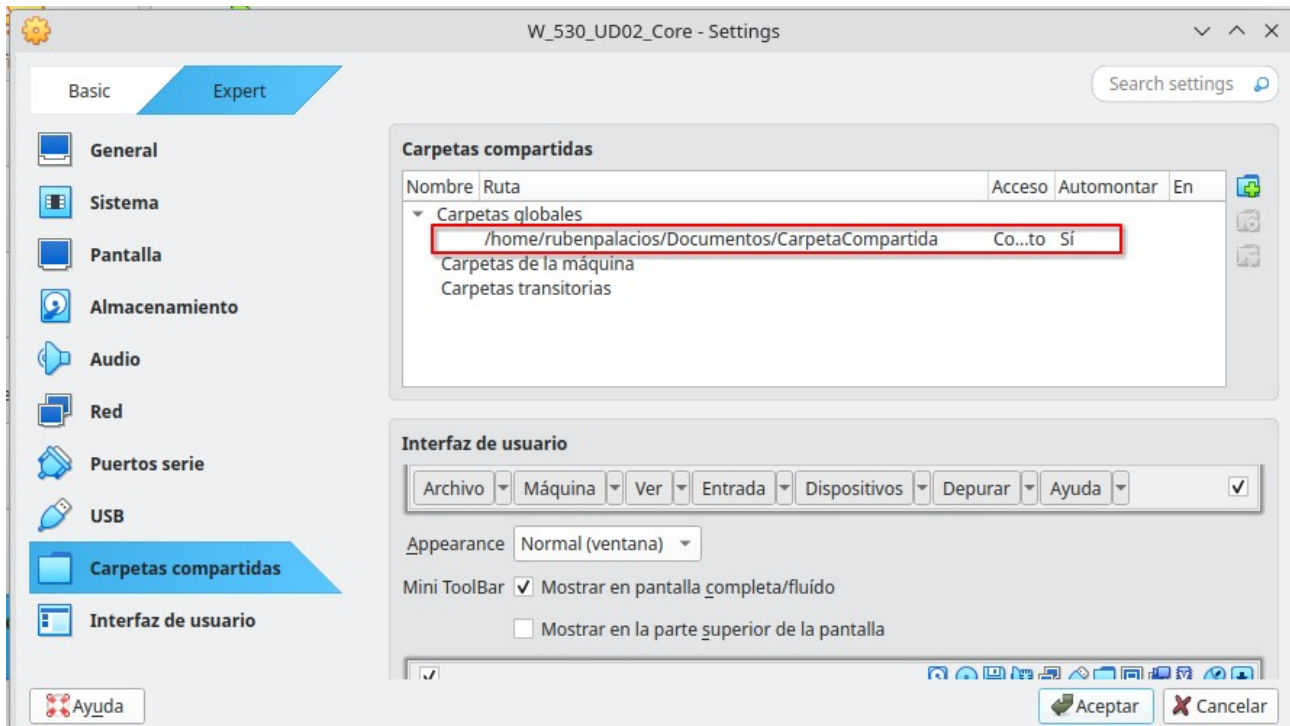 W_530_UD02_Core - Settings
Basic
Expert
Search settings
General
Sistema
Pantalla
Almacenamiento
Audio
Red
Puertos serie
USB
Carpetas compartidas
Interfaz de usuario
Carpetas compartidas
Nombre Ruta Acceso Automontar En
Carpetas globales
/home/rubenpalacios/Documentos/CarpetaCompartida Co...to Sí
Carpetas de la máquina
Carpetas transitorias
Interfaz de usuario
Archivo Máquina Ver Entrada Dispositivos Depurar Ayuda
Appearance Normal (ventana)
Mini ToolBar Mostrar en pantalla completa/fluído
Mostrar en la parte superior de la pantalla
Ayuda
Aceptar
Cancelar